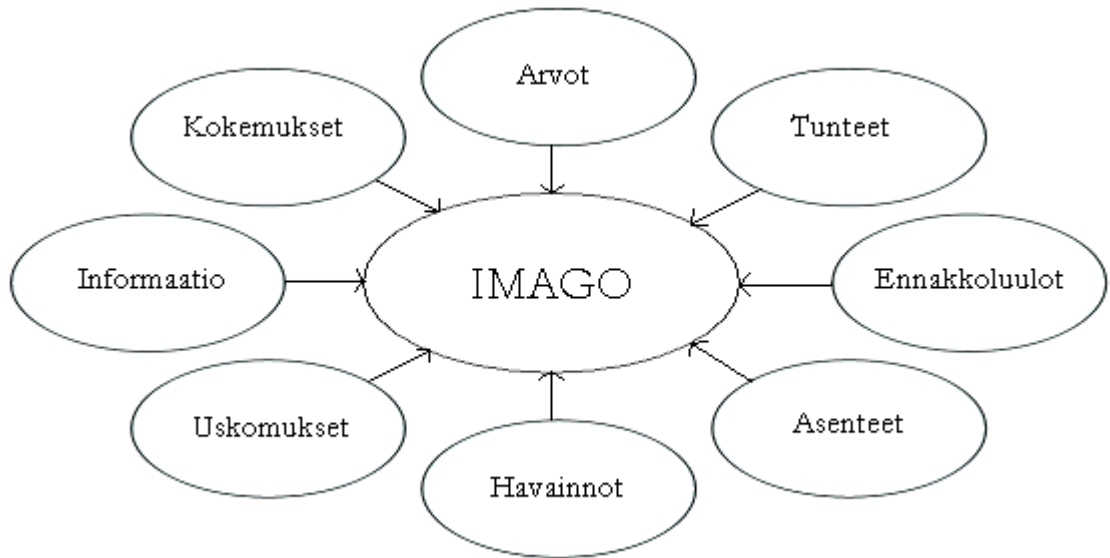 Arvot
Kokemukset
Tunteet
Informaatio
IMAGO
Ennakkoluulot
Uskomukset
Asenteet
Havainnot